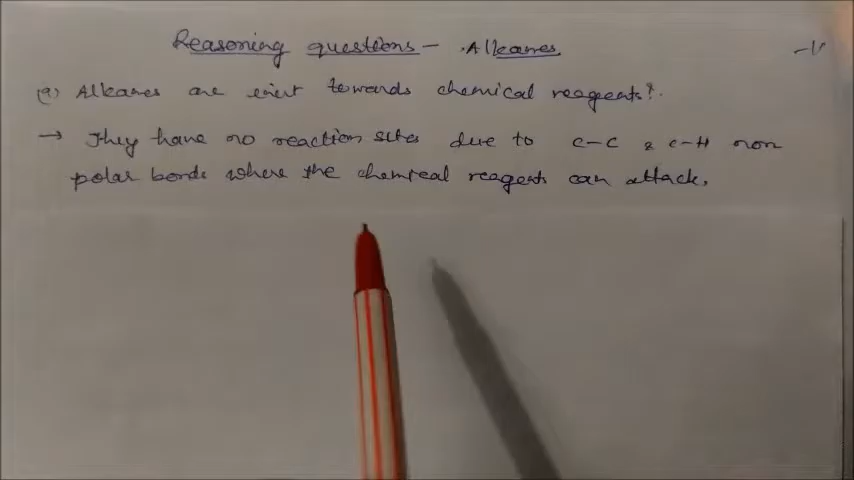 Reasoning questions - Alkanes.
(a) Alkanes are inert towards chemical reagents?
→ They have no reaction sites due to C-C & C-H non
polar bonds where the chemical reagents can attack.